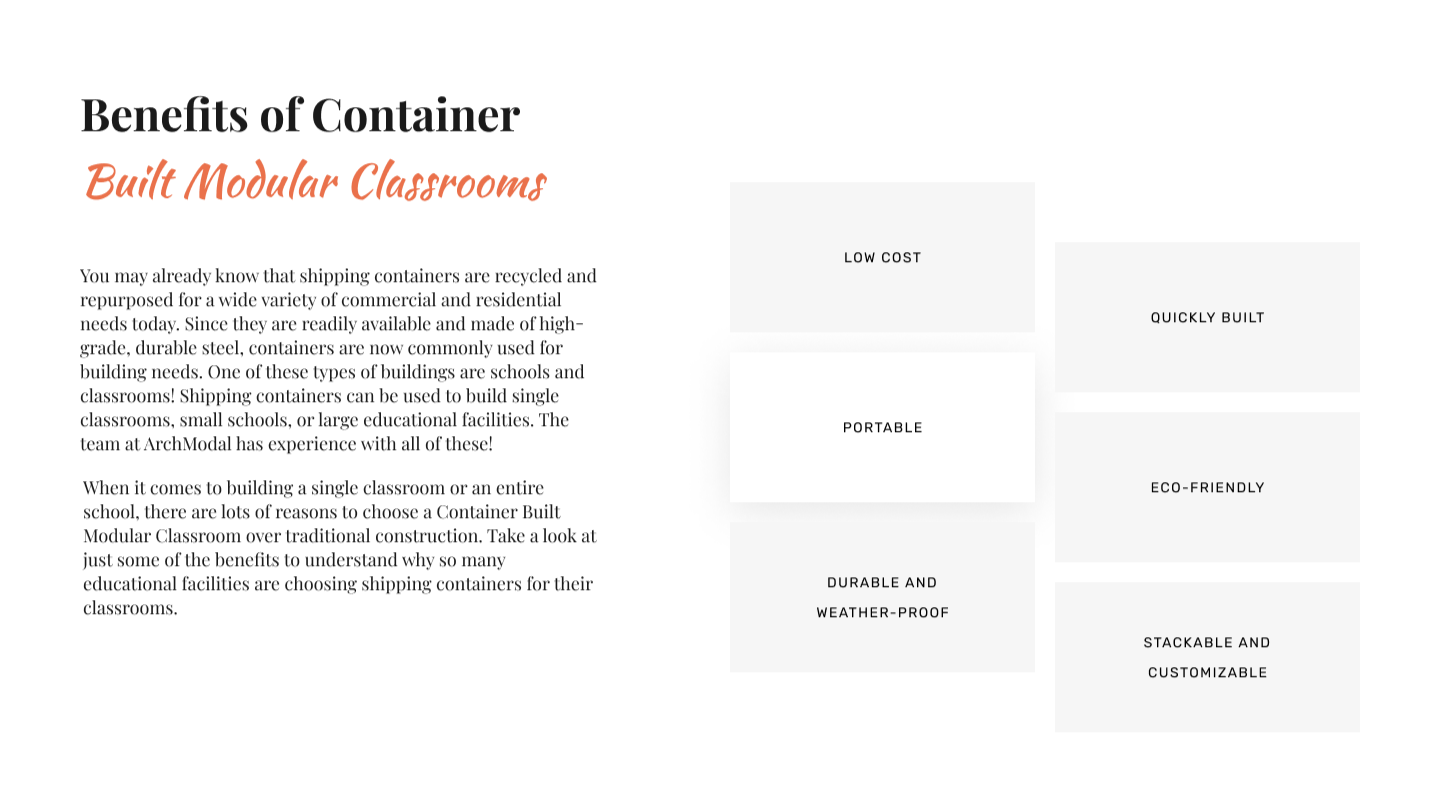 Benefits of Container
Built Modular Classrooms
You may already know that shipping containers are recycled and
repurposed for a wide variety of commercial and residential
needs today. Since they are readily available and made of high-
grade, durable steel, containers are now commonly used for
building needs. One of these types of buildings are schools and
classrooms! Shipping containers can be used to build single
classrooms, small schools, or large educational facilities. The
team at ArchModal has experience with all of these!
When it comes to building a single classroom or an entire
school, there are lots of reasons to choose a Container Built
Modular Classroom over traditional construction. Take a look at
just some of the benefits to understand why so many
educational facilities are choosing shipping containers for their
classrooms.
LOW COST
QUICKLY BUILT
PORTABLE
ECO-FRIENDLY
DURABLE AND
WEATHER-PROOF
STACKABLE AND
CUSTOMIZABLE